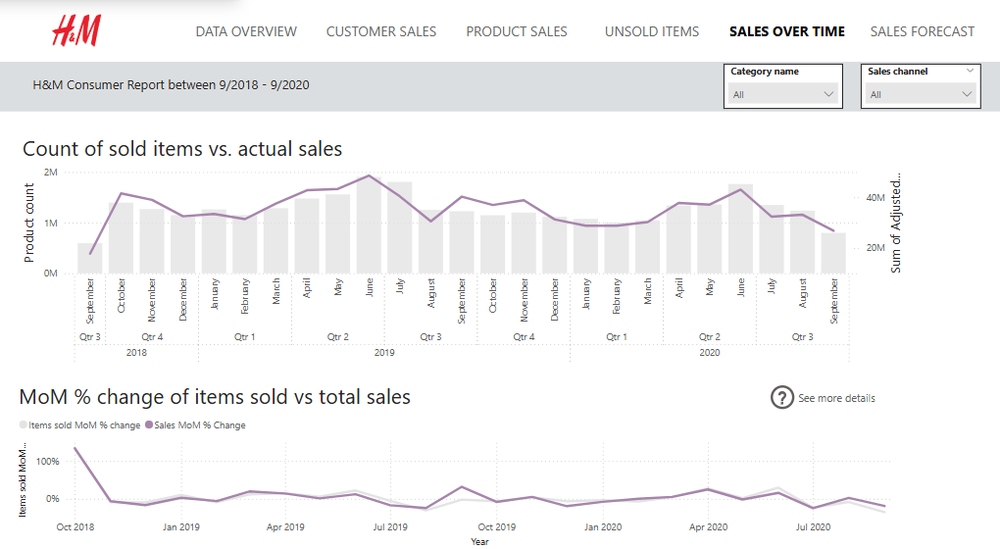 H&M
DATA OVERVIEW CUSTOMER SALES PRODUCT SALES UNSOLD ITEMS SALES OVER TIME SALES FORECAST
H&M Consumer Report between 9/2018 - 9/2020
Category name
All
Sales channel
All
Count of sold items vs. actual sales
Product count
2M
1M
0M
40M
20M
Sum of Adjusted...
September October November December January February March April May June July August September October November December January February March April May June July August September
Qtr 3 Qtr 4 Qtr 1 Qtr 2 Qtr 3 Qtr 4 Qtr 1 Qtr 2 Qtr 3
2018 2019 2020
MoM % change of items sold vs total sales
? See more details
Items sold MoM % change Sales MoM % Change
Items sold MoM...
100%
0%
Oct 2018 Jan 2019 Apr 2019 Jul 2019 Oct 2019 Jan 2020 Apr 2020 Jul 2020
Year